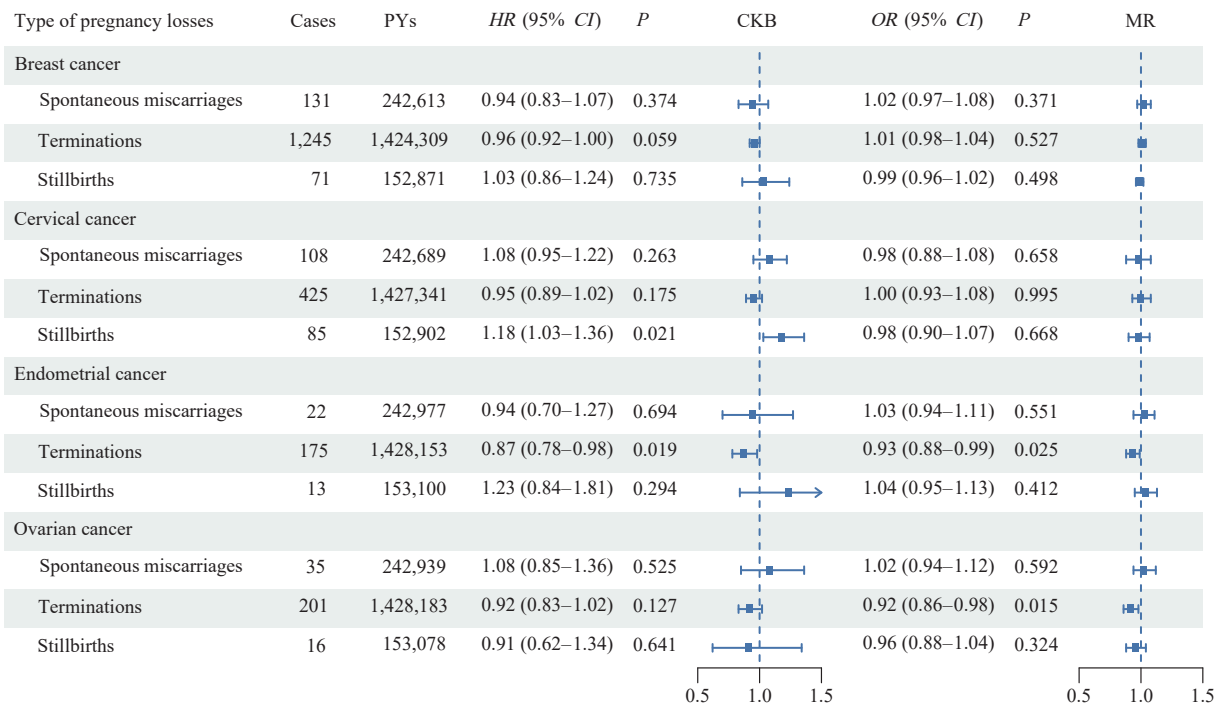 Type of pregnancy losses Cases PYs HR (95% CI) P CKB OR (95% CI) P MR
Breast cancer
Spontaneous miscarriages 131 242,613 0.94 (0.83–1.07) 0.374 1.02 (0.97–1.08) 0.371
Terminations 1,245 1,424,309 0.96 (0.92–1.00) 0.059 1.01 (0.98–1.04) 0.527
Stillbirths 71 152,871 1.03 (0.86–1.24) 0.735 0.99 (0.96–1.02) 0.498
Cervical cancer
Spontaneous miscarriages 108 242,689 1.08 (0.95–1.22) 0.263 0.98 (0.88–1.08) 0.658
Terminations 425 1,427,341 0.95 (0.89–1.02) 0.175 1.00 (0.93–1.08) 0.995
Stillbirths 85 152,902 1.18 (1.03–1.36) 0.021 0.98 (0.90–1.07) 0.668
Endometrial cancer
Spontaneous miscarriages 22 242,977 0.94 (0.70–1.27) 0.694 1.03 (0.94–1.11) 0.551
Terminations 175 1,428,153 0.87 (0.78–0.98) 0.019 0.93 (0.88–0.99) 0.025
Stillbirths 13 153,100 1.23 (0.84–1.81) 0.294 1.04 (0.95–1.13) 0.412
Ovarian cancer
Spontaneous miscarriages 35 242,939 1.08 (0.85–1.36) 0.525 1.02 (0.94–1.12) 0.592
Terminations 201 1,428,183 0.92 (0.83–1.02) 0.127 0.92 (0.86–0.98) 0.015
Stillbirths 16 153,078 0.91 (0.62–1.34) 0.641 0.96 (0.88–1.04) 0.324
0.5 1.0 1.5 0.5 1.0 1.5